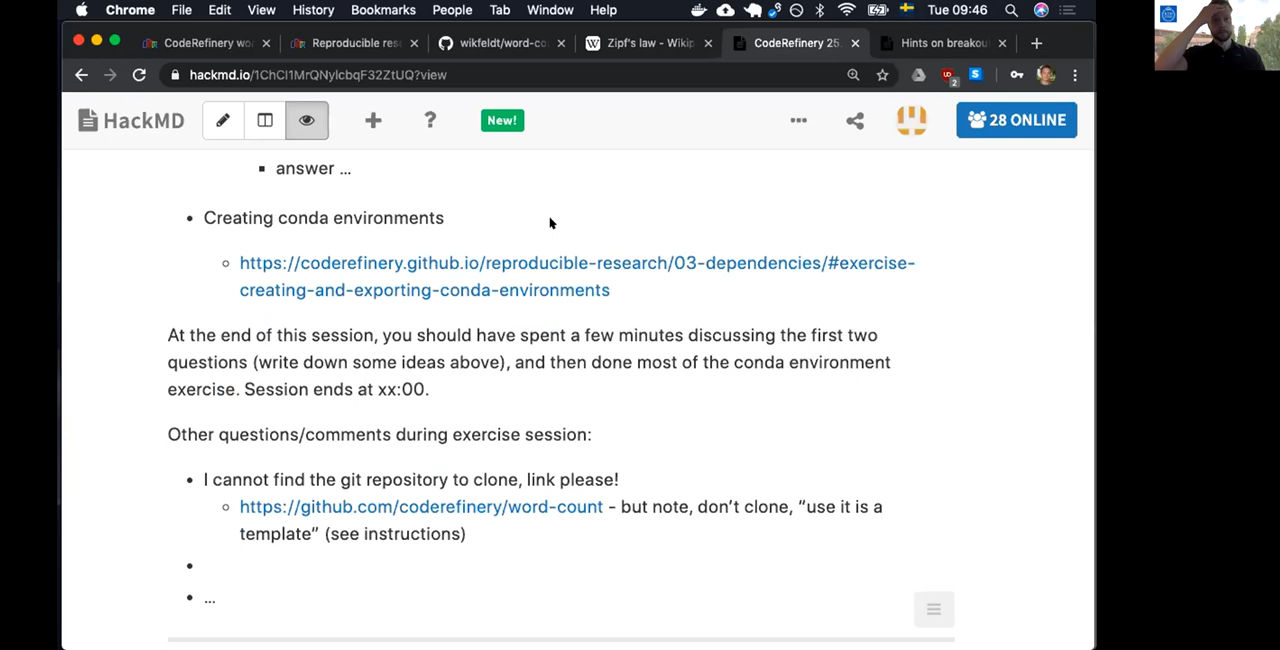 Chrome File Edit View History Bookmarks People Tab Window Help Tue 09:46
CodeRefinery wo
Reproducible res
wikfeldt/word-co
Zipf's law - Wikip
CodeRefinery 25
Hints on breakou
hackmd.io/1ChCl1MrQNylcbqF32ZtUQ?view
2
HackMD
New!
28 ONLINE
answer ...
Creating conda environments
https://coderefinery.github.io/reproducible-research/03-dependencies/#exercise-
creating-and-exporting-conda-environments
At the end of this session, you should have spent a few minutes discussing the first two
questions (write down some ideas above), and then done most of the conda environment
exercise. Session ends at xx:00.
Other questions/comments during exercise session:
I cannot find the git repository to clone, link please!
https://github.com/coderefinery/word-count - but note, don’t clone, “use it is a
template” (see instructions)
...